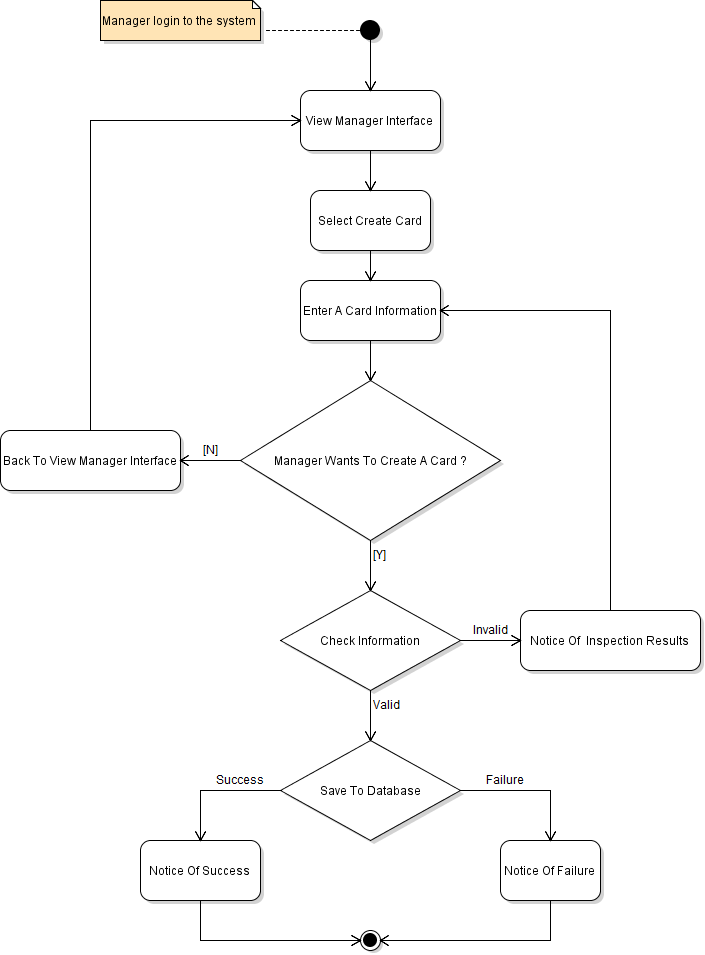 Manager login to the system
View Manager Interface
Select Create Card
Enter A Card Information
Manager Wants To Create A Card ?
[N]
Back To View Manager Interface
[Y]
Check Information
Invalid
Notice Of  Inspection Results
Valid
Save To Database
Success
Failure
Notice Of Success
Notice Of Failure